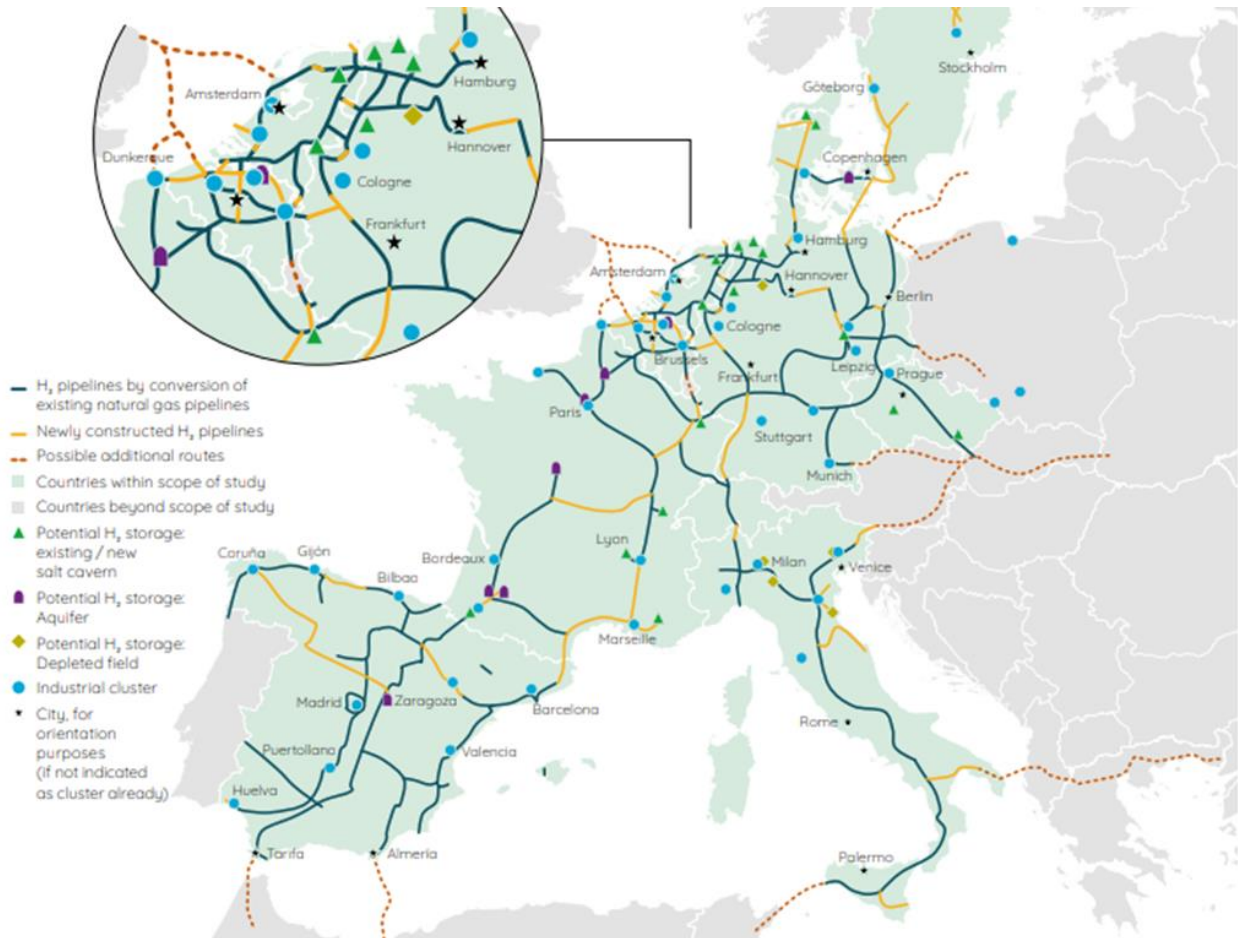 Amsterdam
Hamburg
Dunkerque
Hannover
Cologne
Frankfurt
Stockholm
Göteborg
Copenhagen
Hamburg
Amsterdam
Hannover
Berlin
Cologne
Brussels
Leipzig
Frankfurt
Prague
Paris
Stuttgart
Munich
Lyon
Milan
Venice
Coruña
Gijón
Bordeaux
Bilbao
Marseille
Madrid
Zaragoza
Barcelona
Rome
Puertollano
Valencia
Huelva
Tarifa
Almería
Palermo
H₂ pipelines by conversion of
existing natural gas pipelines
Newly constructed H₂ pipelines
Possible additional routes
Countries within scope of study
Countries beyond scope of study
Potential H₂ storage:
existing / new
salt cavern
Potential H₂ storage:
Aquifer
Potential H₂ storage:
Depleted field
Industrial cluster
City, for
orientation
purposes
(if not indicated
as cluster already)